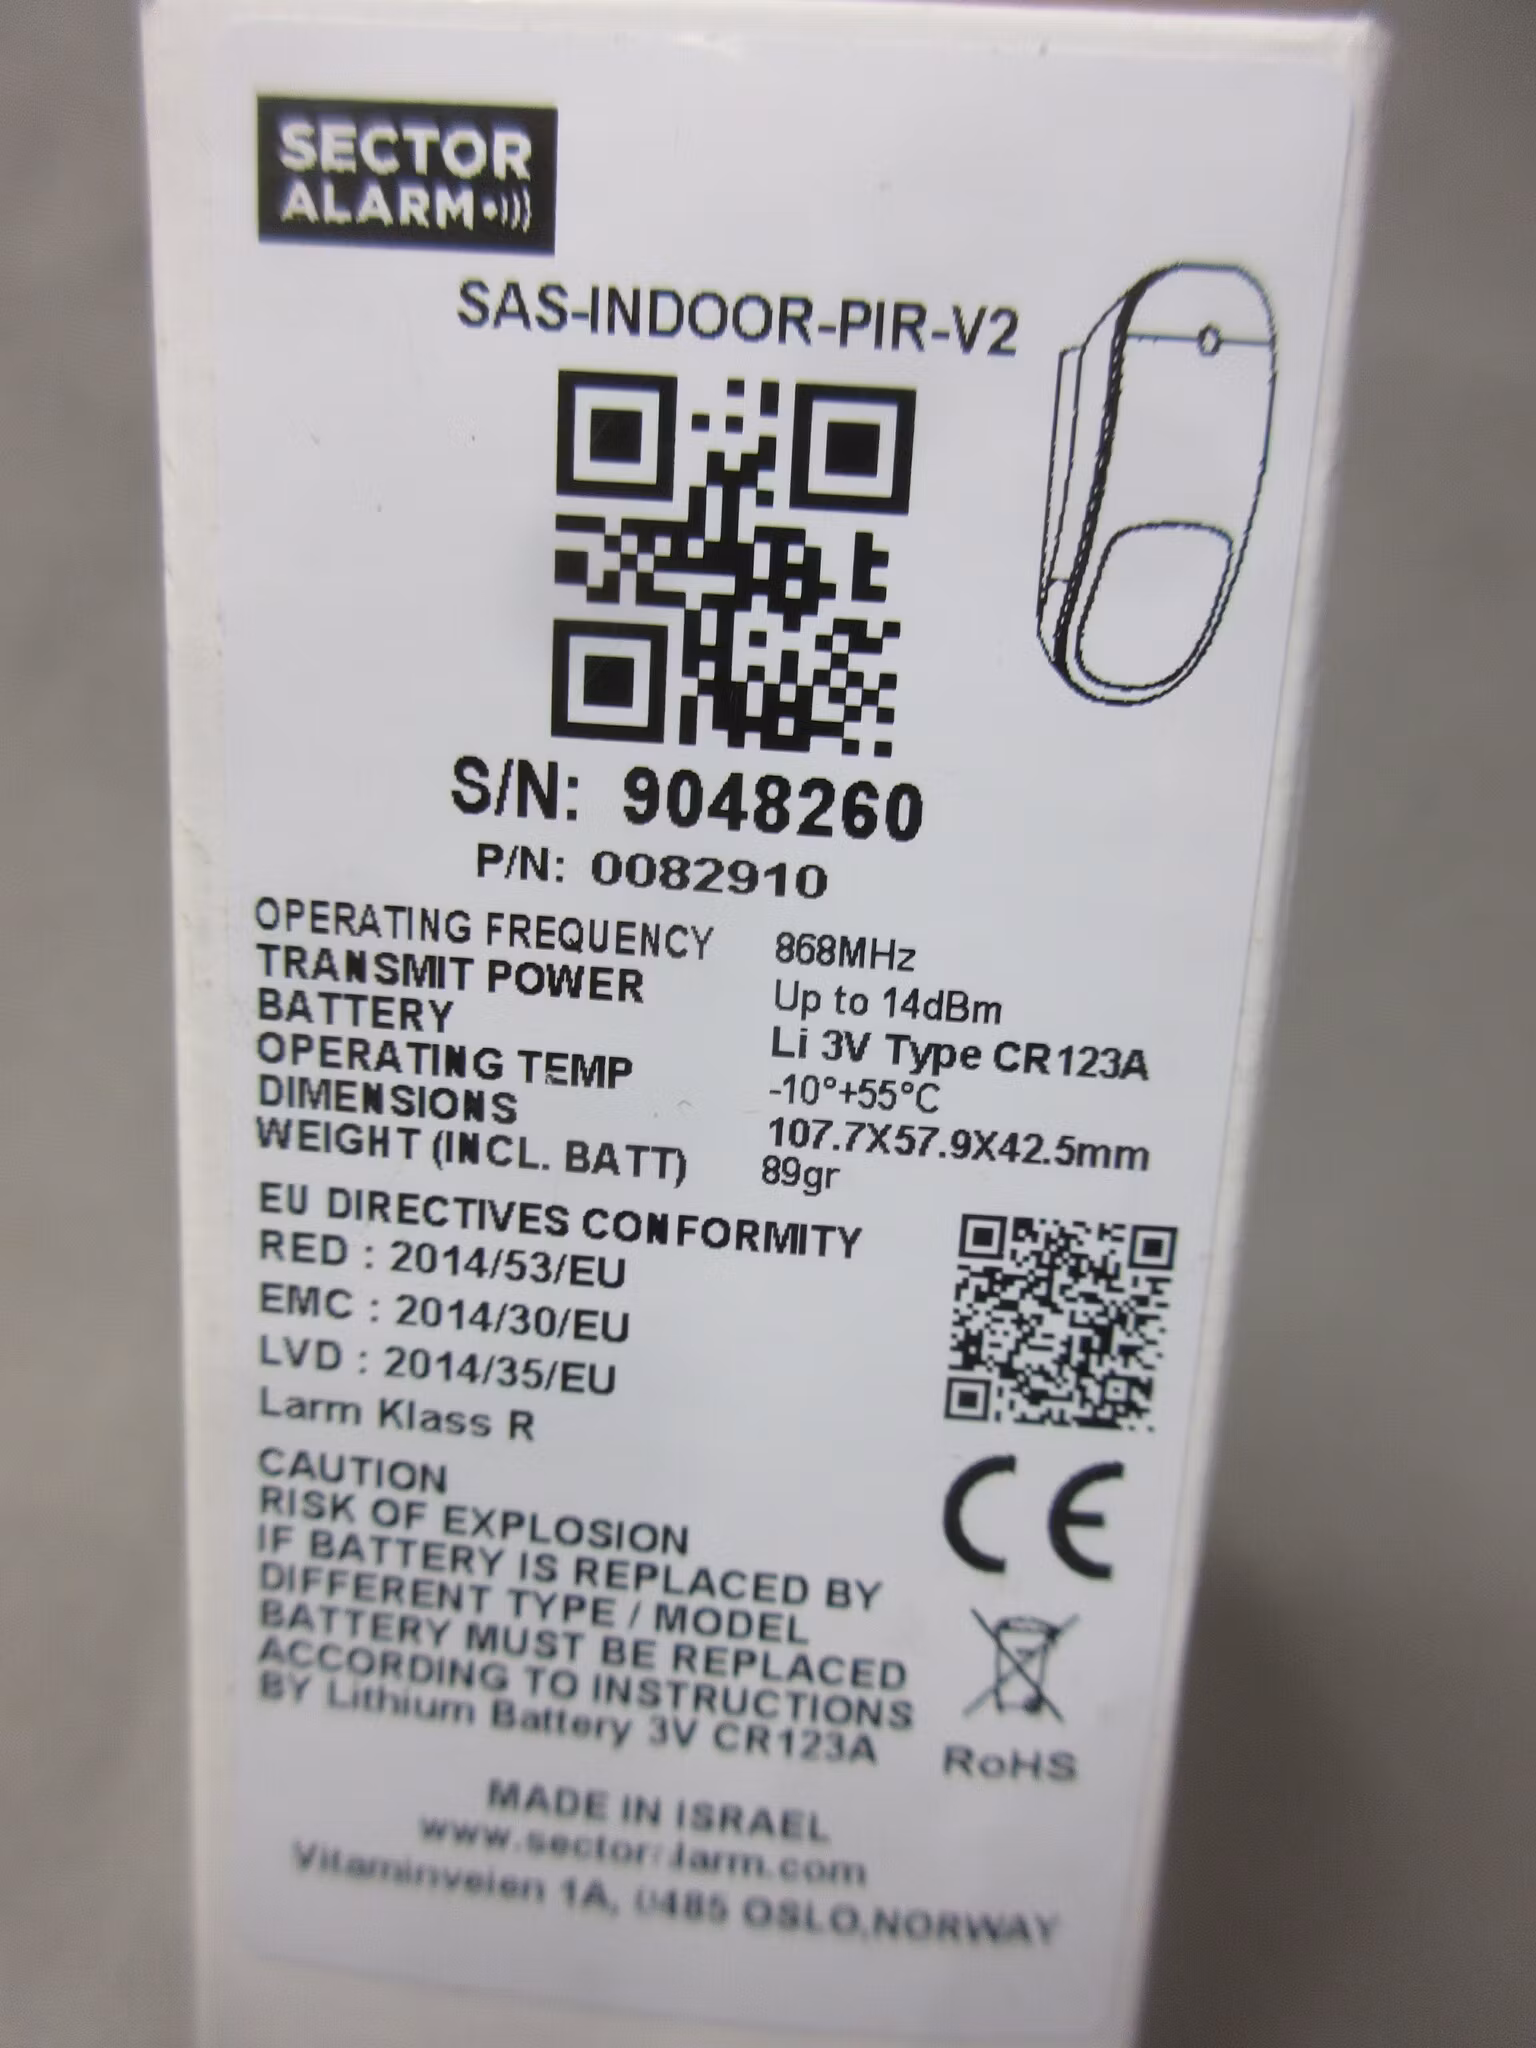 SECTOR
ALARM
SAS-INDOOR-PIR-V2
S/N: 9048260
P/N: 0082910
OPERATING FREQUENCY 868MHz
TRANSMIT POWER Up to 14dBm
BATTERY Li 3V Type CR123A
OPERATING TEMP -10°+55°C
DIMENSIONS 107.7X57.9X42.5mm
WEIGHT (INCL. BATT) 89gr
EU DIRECTIVES CONFORMITY
RED : 2014/53/EU
EMC : 2014/30/EU
LVD : 2014/35/EU
Larm Klass R
CE
CAUTION
RISK OF EXPLOSION
IF BATTERY IS REPLACED BY
DIFFERENT TYPE / MODEL
BATTERY MUST BE REPLACED
ACCORDING TO INSTRUCTIONS
BY Lithium Battery 3V CR123A
RoHS
MADE IN ISRAEL
www.sectoralarm.com
Vitaminveien 1A, 0485 OSLO,NORWAY